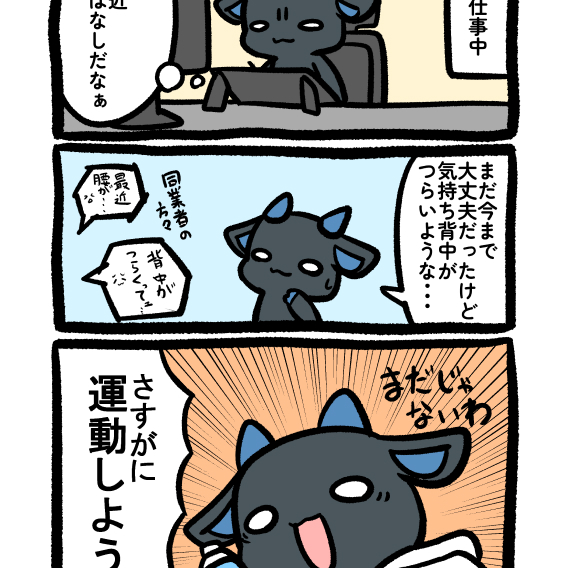 仕事中
近
ぱなしだなぁ
まだ今まで
大丈夫だったけど
気持ち背中が
つらいような・・・
同業者の
方々
最近
腰が…
背中が
つらくって…
まだじゃ
ないわ
さすがに
運動しよう